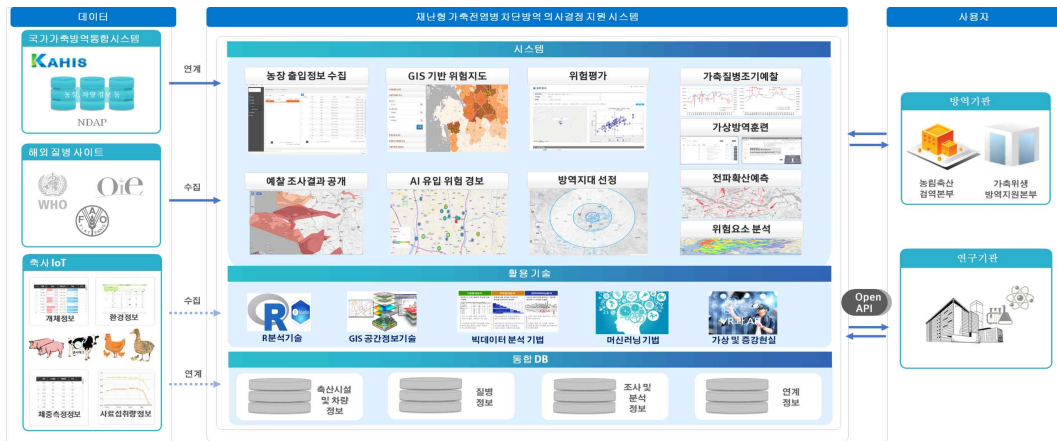 데이터
재난형 가축전염병 차단방역 의사결정 지원 시스템
사용자
국가가축방역통합시스템
KAHIS
농장, 차량 정보 등
NDAP
연계
해외 질병 사이트
WHO
OiE
FAO
수집
축사 IoT
개체정보
환경정보
체중측정정보
사료섭취량정보
수집
연계
시스템
농장 출입정보 수집
GIS 기반 위험지도
위험평가
가축질병조기예찰
가상방역훈련
예찰 조사결과 공개
AI 유입 위험 경보
방역지대 선정
전파확산예측
위험요소 분석
활용 기술
R분석기술
GIS 공간정보기술
빅데이터 분석 기법
머신러닝 기법
VR과 AR
가상 및 증강현실
통합 DB
축산시설
및 차량
정보
질병
정보
조사 및
분석
정보
연계
정보
방역기관
농림축산
검역본부
가축위생
방역지원본부
Open
API
연구기관